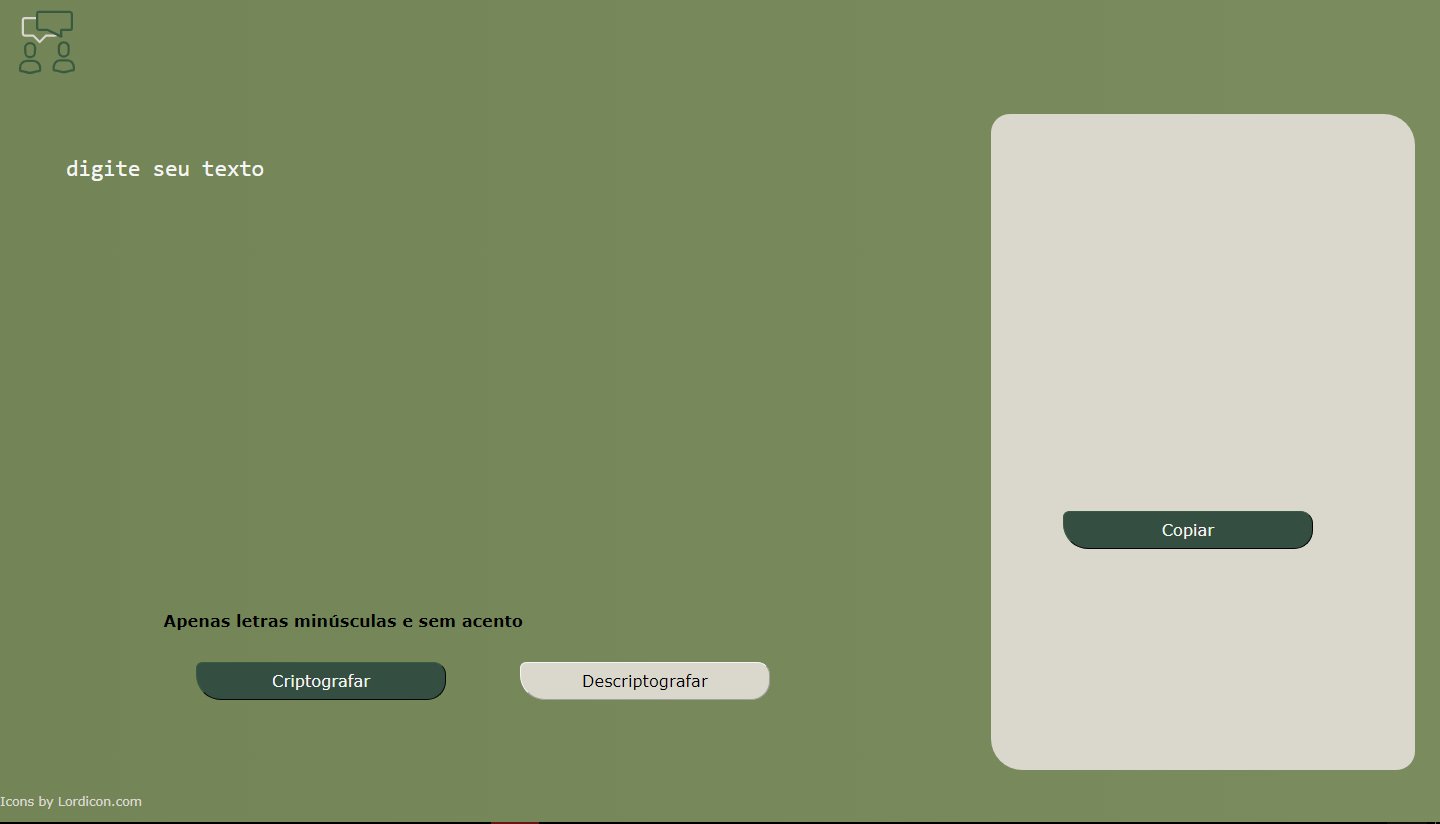 digite seu texto
Apenas letras minúsculas e sem acento
Criptografar
Descriptografar
Copiar
Icons by Lordicon.com